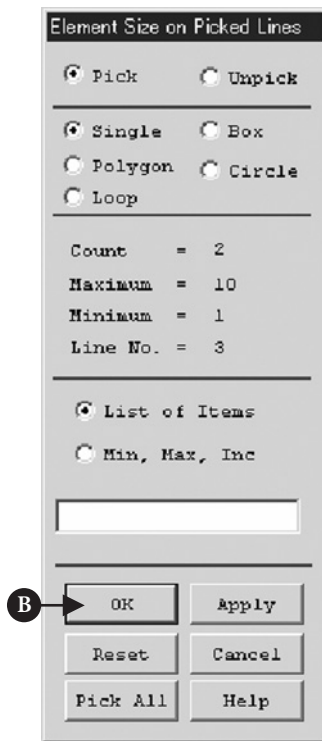 Element Size on Picked Lines
Pick Unpick
Single Box
Polygon Circle
Loop
Count = 2
Maximum = 10
Minimum = 1
Line No. = 3
List of Items
Min, Max, Inc
B OK Apply
Reset Cancel
Pick All Help